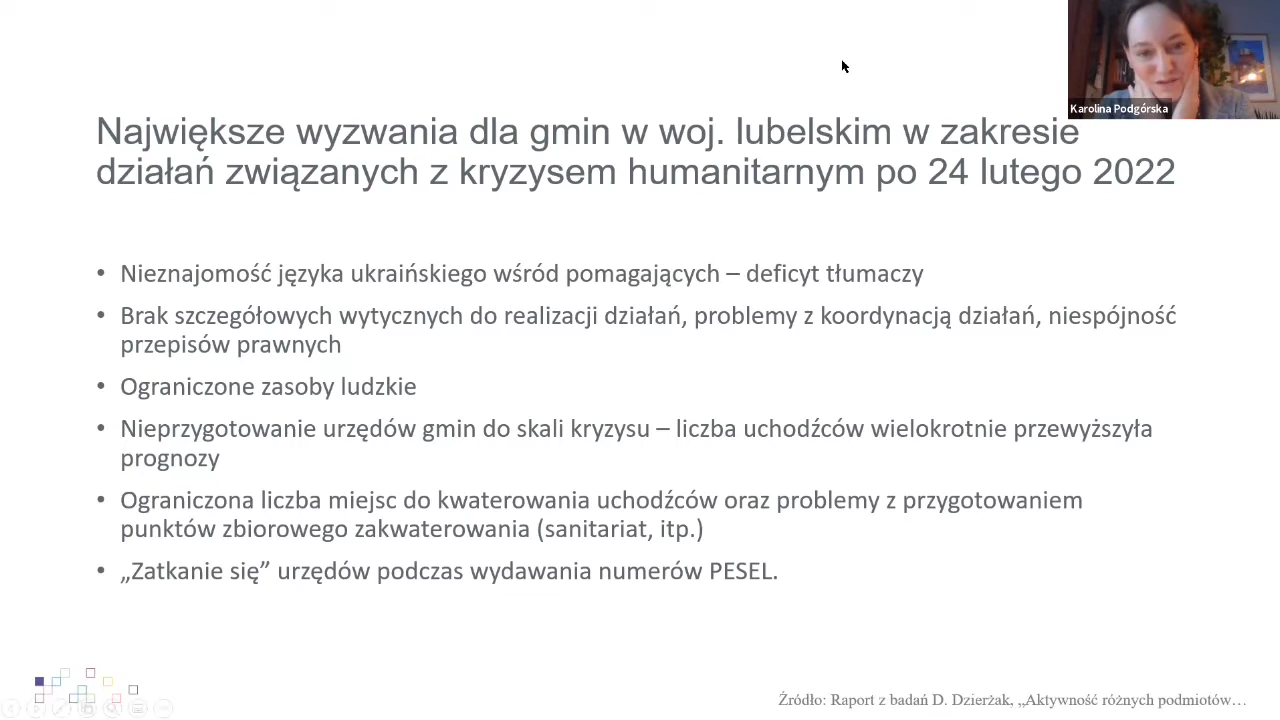 Karolina Podgórska
Największe wyzwania dla gmin w woj. lubelskim w zakresie
działań związanych z kryzysem humanitarnym po 24 lutego 2022
• Nieznajomość języka ukraińskiego wśród pomagających – deficyt tłumaczy
• Brak szczegółowych wytycznych do realizacji działań, problemy z koordynacją działań, niespójność
przepisów prawnych
• Ograniczone zasoby ludzkie
• Nieprzygotowanie urzędów gmin do skali kryzysu – liczba uchodźców wielokrotnie przewyższyła
prognozy
• Ograniczona liczba miejsc do kwaterowania uchodźców oraz problemy z przygotowaniem
punktów zbiorowego zakwaterowania (sanitariat, itp.)
• „Zatkanie się” urzędów podczas wydawania numerów PESEL.
Źródło: Raport z badań D. Dzierżak, „Aktywność różnych podmiotów…